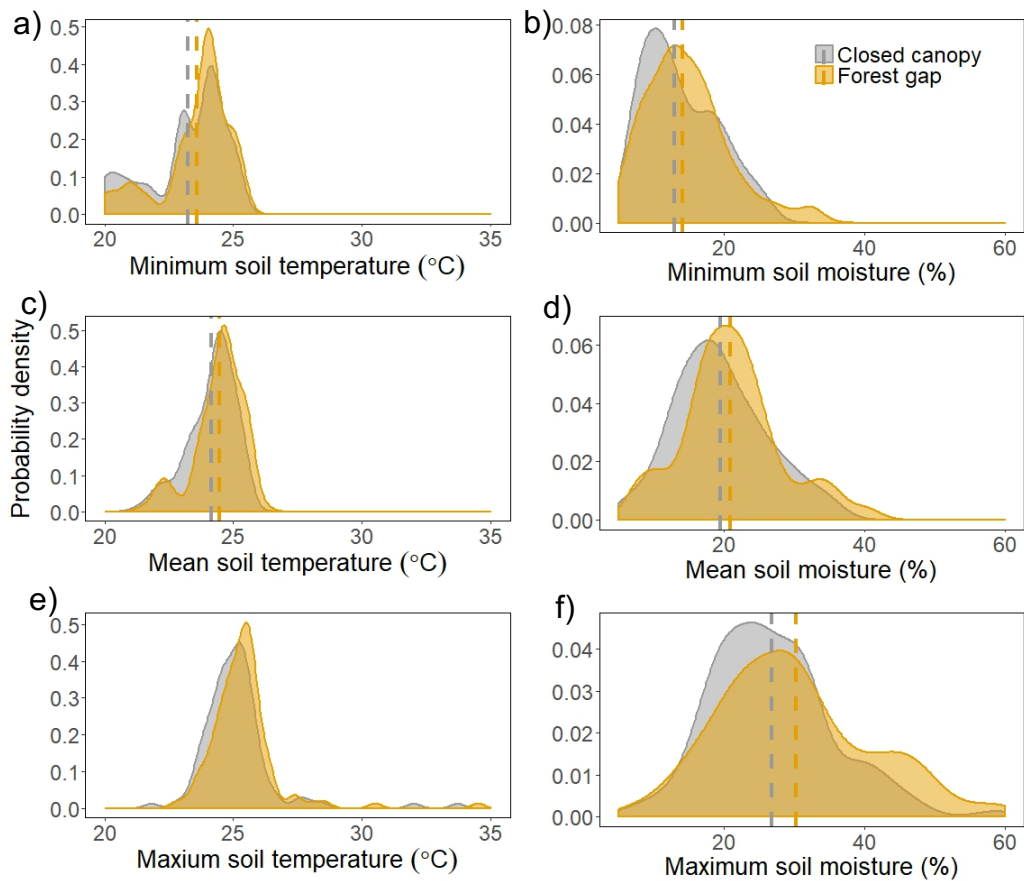 a)
0.5
0.4
0.3
0.2
0.1
0.0
20 25 30 35
Minimum soil temperature (°C)
b)
0.08
0.06
0.04
0.02
0.00
Closed canopy
Forest gap
20 40 60
Minimum soil moisture (%)
Probability density
c)
0.5
0.4
0.3
0.2
0.1
0.0
20 25 30 35
Mean soil temperature (°C)
d)
0.06
0.04
0.02
0.00
20 40 60
Mean soil moisture (%)
e)
0.5
0.4
0.3
0.2
0.1
0.0
20 25 30 35
Maxium soil temperature (°C)
f)
0.04
0.03
0.02
0.01
0.00
20 40 60
Maximum soil moisture (%)